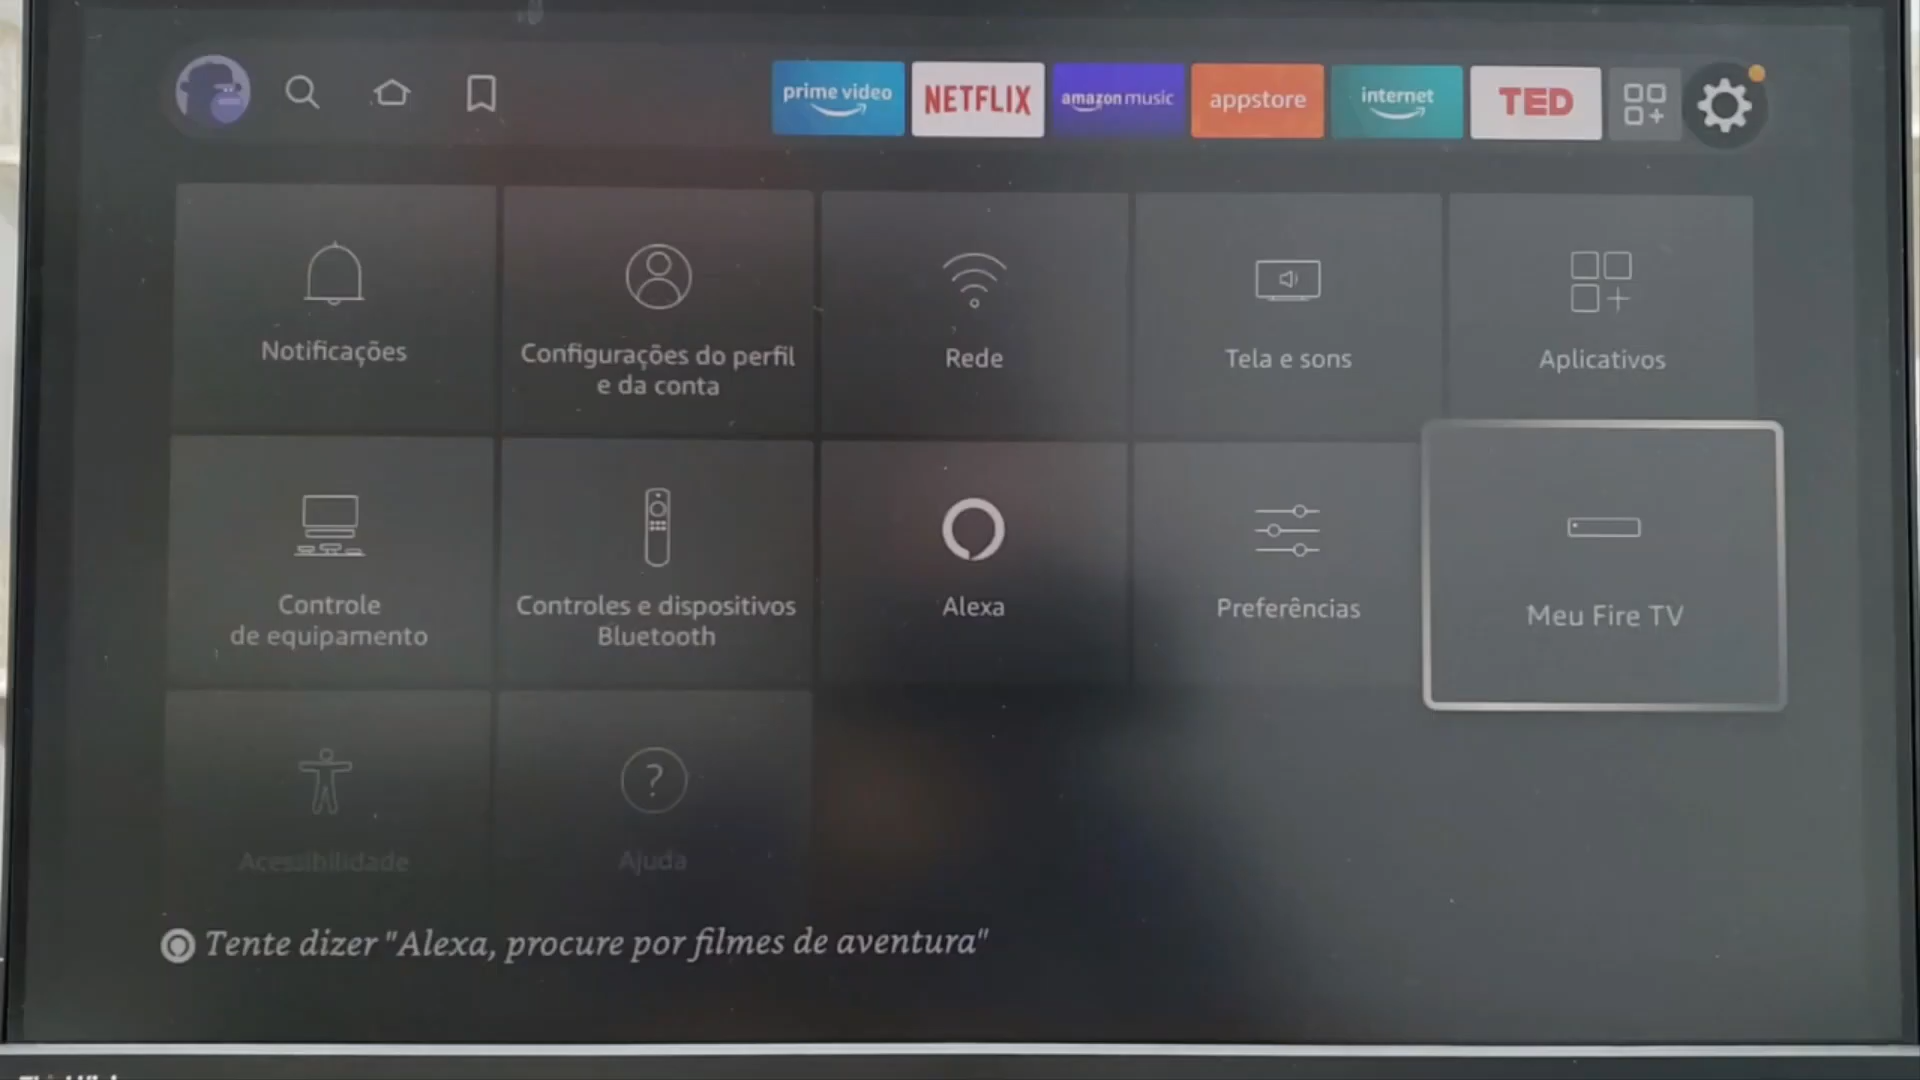 prime video
NETFLIX
amazon music
appstore
internet
TED
Notificações
Configurações do perfil
e da conta
Rede
Tela e sons
Aplicativos
Controle
de equipamento
Controles e dispositivos
Bluetooth
Alexa
Preferências
Meu Fire TV
Acessibilidade
Ajuda
Tente dizer "Alexa, procure por filmes de aventura"